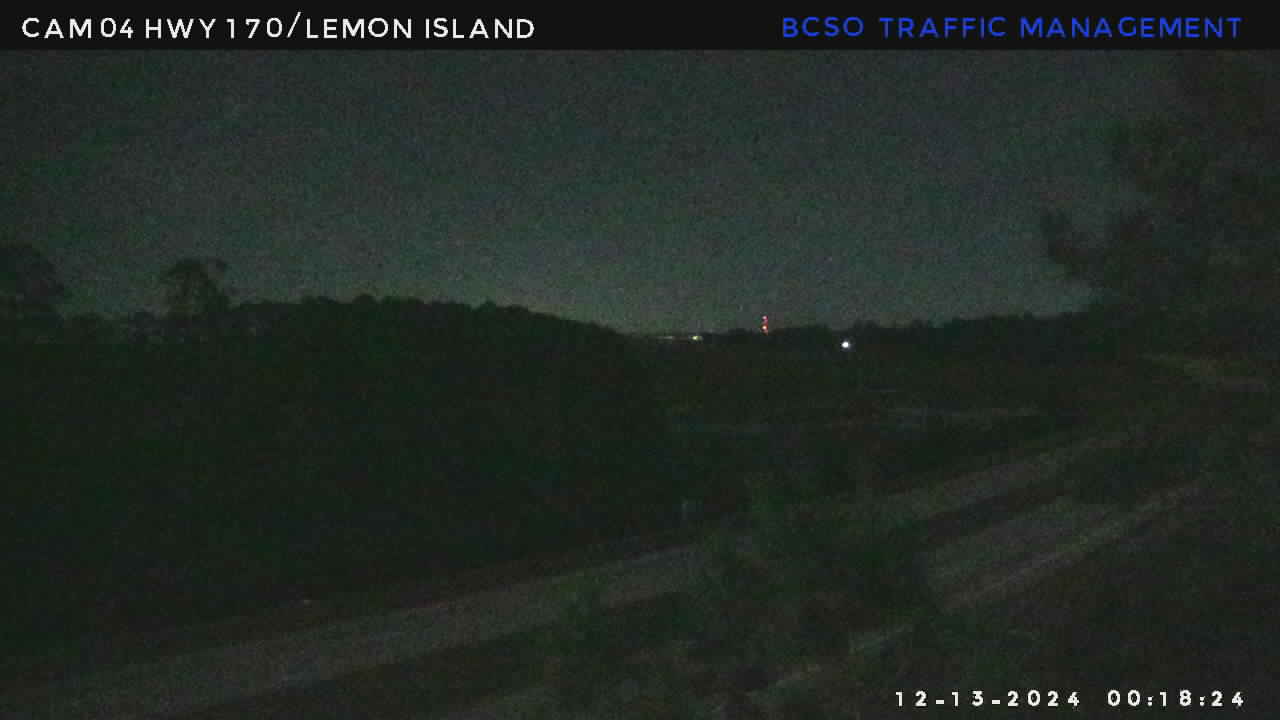 CAM04 HWY 170/LEMON ISLAND
BCSO TRAFFIC MANAGEMENT
12-13-2024 00:18:24